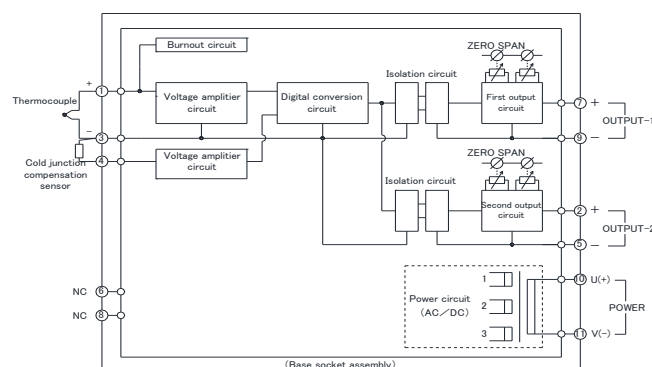 Burnout circuit
ZERO SPAN
Isolation circuit
Thermocouple
+
1
Voltage amplitier
circuit
Digital conversion
circuit
First output
circuit
7
+
OUTPUT-1
−
3
9
−
Cold junction
compensation
sensor
4
Voltage amplitier
circuit
ZERO SPAN
Isolation circuit
Second output
circuit
2
+
OUTPUT-2
5
−
NC
6
NC
8
Power circuit
(AC/DC)
1
2
3
10
U(+)
POWER
11
V(−)
(Base socket assembly)